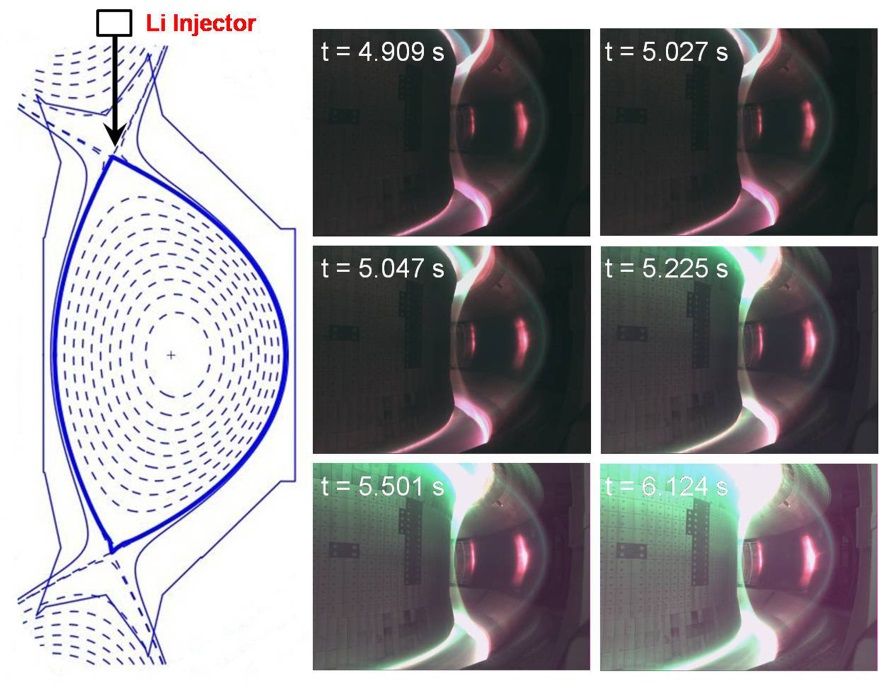 Li Injector
t = 4.909 s
t = 5.027 s
t = 5.047 s
t = 5.225 s
t = 5.501 s
t = 6.124 s